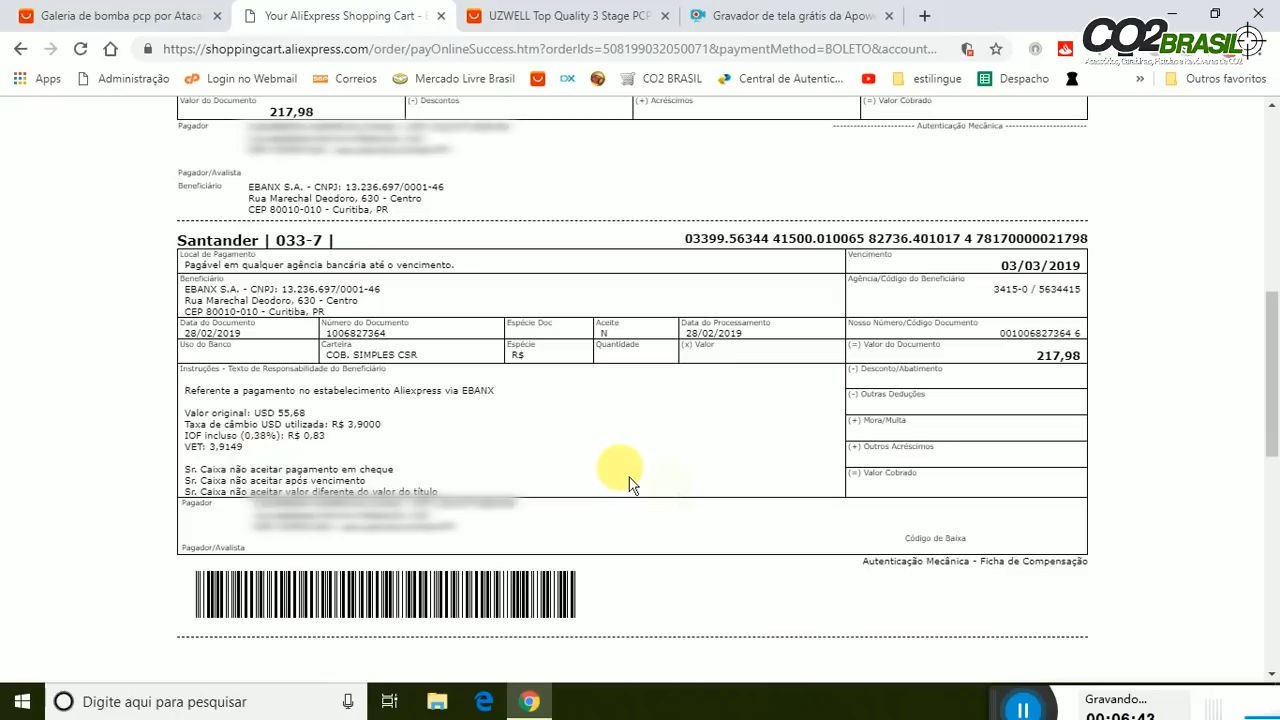 Galeria de bomba pcp por Ataca
Your AliExpress Shopping Cart - E
UZWELL Top Quality 3 Stage PCP
Gravador de tela grátis da Apow
CO2BRASIL
https://shoppingcart.aliexpress.com/order/payOnlineSuccess.htm?orderIds=508199032050071&paymentMethod=BOLETO&account...
Apps
Administração
Login no Webmail
Correios
Mercado Livre Brasil
DX
CO2 BRASIL
Central de Autentic...
estilingue
Despacho
»
Outros favoritos
Valor do Documento
217,98
(-) Descontos
(+) Acréscimos
(=) Valor Cobrado
Pagador
Autenticação Mecânica
Pagador/Avalista
Beneficiário
EBANX S.A. - CNPJ: 13.236.697/0001-46
Rua Marechal Deodoro, 630 - Centro
CEP 80010-010 - Curitiba, PR
Santander | 033-7 |
03399.56344 41500.010065 82736.401017 4 78170000021798
Local de Pagamento
Pagável em qualquer agência bancária até o vencimento.
Vencimento
03/03/2019
Beneficiário
EBANX S.A. - CNPJ: 13.236.697/0001-46
Rua Marechal Deodoro, 630 - Centro
CEP 80010-010 - Curitiba, PR
Agência/Código do Beneficiário
3415-0 / 5634415
Data do Documento
28/02/2019
Número do Documento
1006827364
Espécie Doc
Aceite
N
Data do Processamento
28/02/2019
Nosso Número/Código Documento
001006827364 6
Uso do Banco
Carteira
COB. SIMPLES CSR
Espécie
R$
Quantidade
(x) Valor
(=) Valor do Documento
217,98
Instruções - Texto de Responsabilidade do Beneficiário
Referente a pagamento no estabelecimento Aliexpress via EBANX
Valor original: USD 55,68
Taxa de câmbio USD utilizada: R$ 3,9000
IOF incluso (0,38%): R$ 0,83
VET: 3,9149
Sr. Caixa não aceitar pagamento em cheque
Sr. Caixa não aceitar após vencimento
Sr. Caixa não aceitar valor diferente do valor do título
(-) Desconto/Abatimento
(-) Outras Deduções
(+) Mora/Multa
(+) Outros Acréscimos
(=) Valor Cobrado
Pagador
Código de Baixa
Pagador/Avalista
Autenticação Mecânica - Ficha de Compensação
Digite aqui para pesquisar
Gravando...
00:06:43